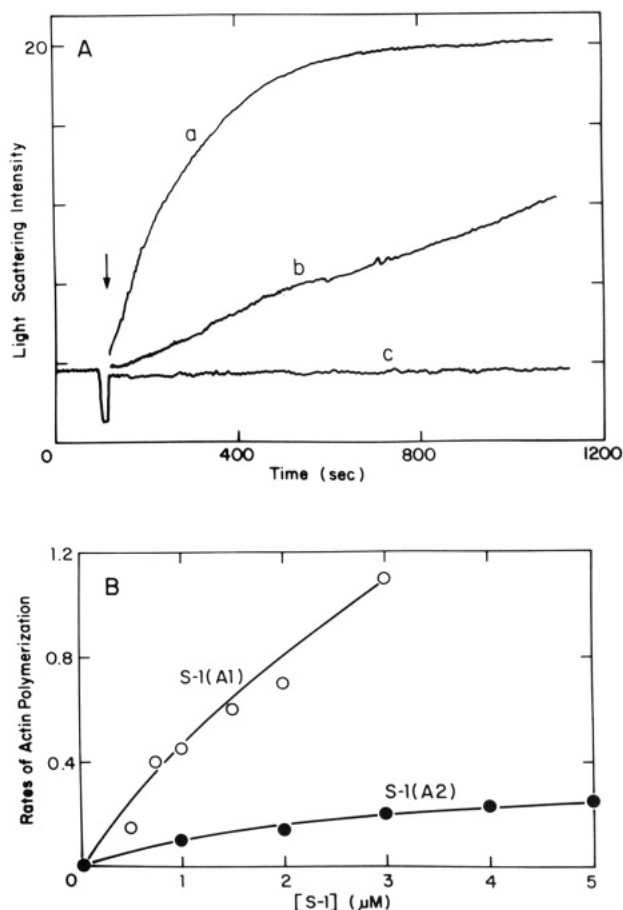 A
20
a
b
c
Light Scattering Intensity
0
400
800
1200
Time (sec)
B
1.2
0.8
0.4
0
S-1(A1)
S-1(A2)
Rates of Actin Polymerization
1
2
3
4
5
[S-1] (μM)